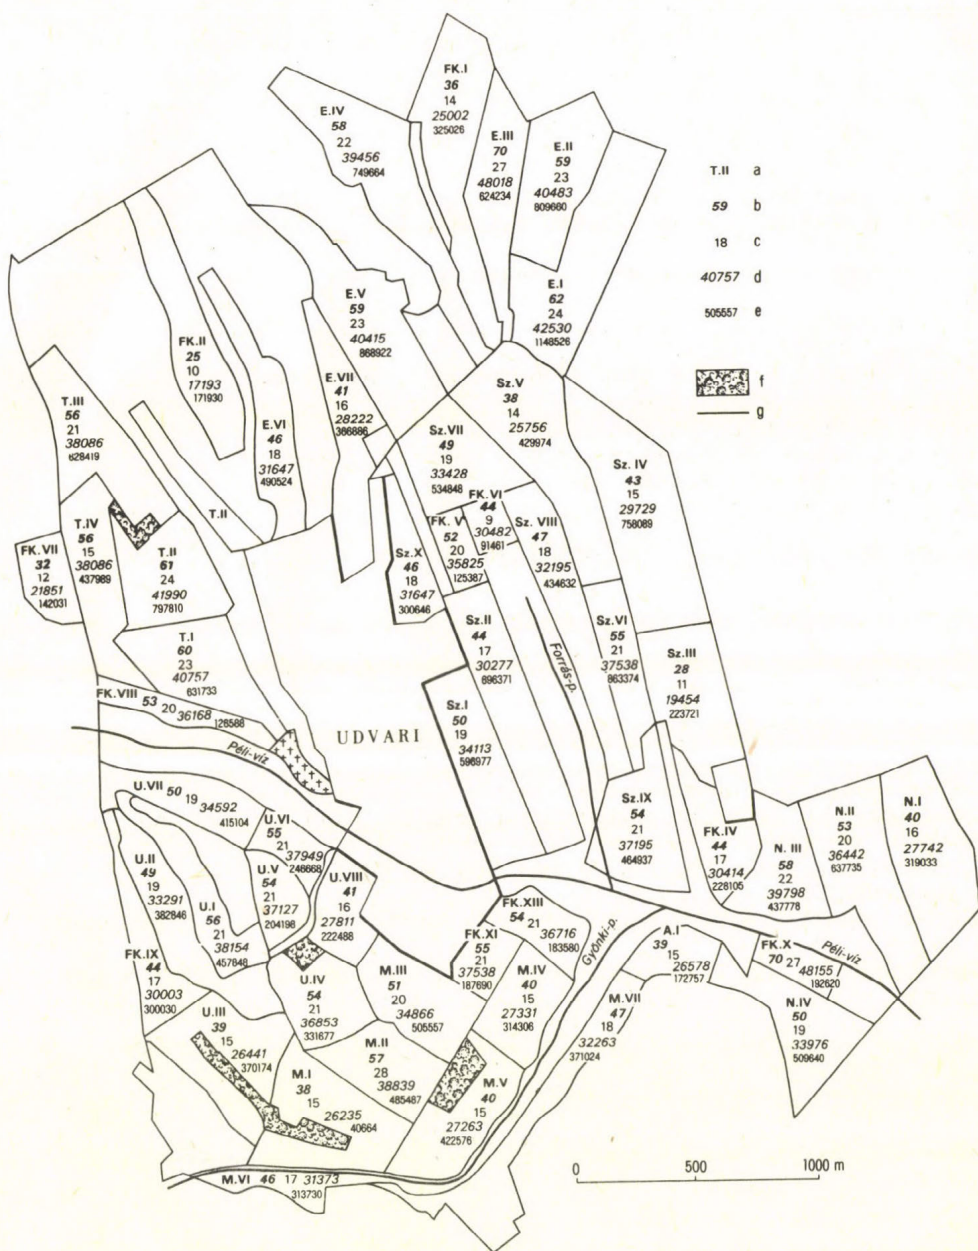 FK.I
36
14
25002
325026
E.IV
58
22
39456
749664
E.III
70
27
48018
624234
E.II
59
23
40483
809660
T.II a
59 b
18 c
40757 d
505557 e
f
g
E.I
62
24
42530
1148526
E.V
59
23
40415
868922
FK.II
25
10
17193
171930
E.VII
41
16
28222
366886
Sz.V
38
14
25756
429974
T.III
56
21
38086
828419
E.VI
46
18
31647
490524
Sz.VII
49
19
33428
534848
Sz. IV
43
15
29729
758089
FK.VI
44
9
30482
91461
T.II
T.IV
56
15
38086
437989
FK. V
52
20
35825
125387
Sz. VIII
47
18
32195
434632
FK.VII
32
12
21851
142031
T.II
61
24
41990
797810
Sz.X
46
18
31647
300646
Sz.II
44
17
30277
696371
Sz.VI
55
21
37538
863374
T.I
60
23
40757
631733
Forrás-p.
Sz.III
28
11
19454
223721
FK.VIII 53 20 36168 126588
Sz.I
50
19
34113
596977
UDVARI
Péli-víz
U.VII 50 19 34592
415104
Sz.IX
54
21
37195
464937
N.I
40
16
27742
319033
N.II
53
20
36442
637735
U.VI
55
21
37949
246668
FK.IV
44
17
30414
228105
N. III
58
22
39798
437778
U.II
49
19
33291
382846
U.V
54
21
37127
204198
U.VIII
41
16
27811
222488
U.I
56
21
38154
457848
FK.XIII
54 21 36716
183580
FK.XI
55
21
37538
187690
Gyönki-p.
A.I
39
15
26578
172757
FK.X
70 27 48155
192620
Péli-víz
FK.IX
44
17
30003
300030
U.IV
54
21
36853
331677
M.III
51
20
34866
505557
M.IV
40
15
27331
314306
M.VII
47
18
32263
371024
N.IV
50
19
33976
509640
U.III
39
15
26441
370174
M.II
57
28
38839
485487
M.I
38
15
26235
40664
M.V
40
15
27263
422576
0 500 1000 m
M.VI 46 17 31373
313730